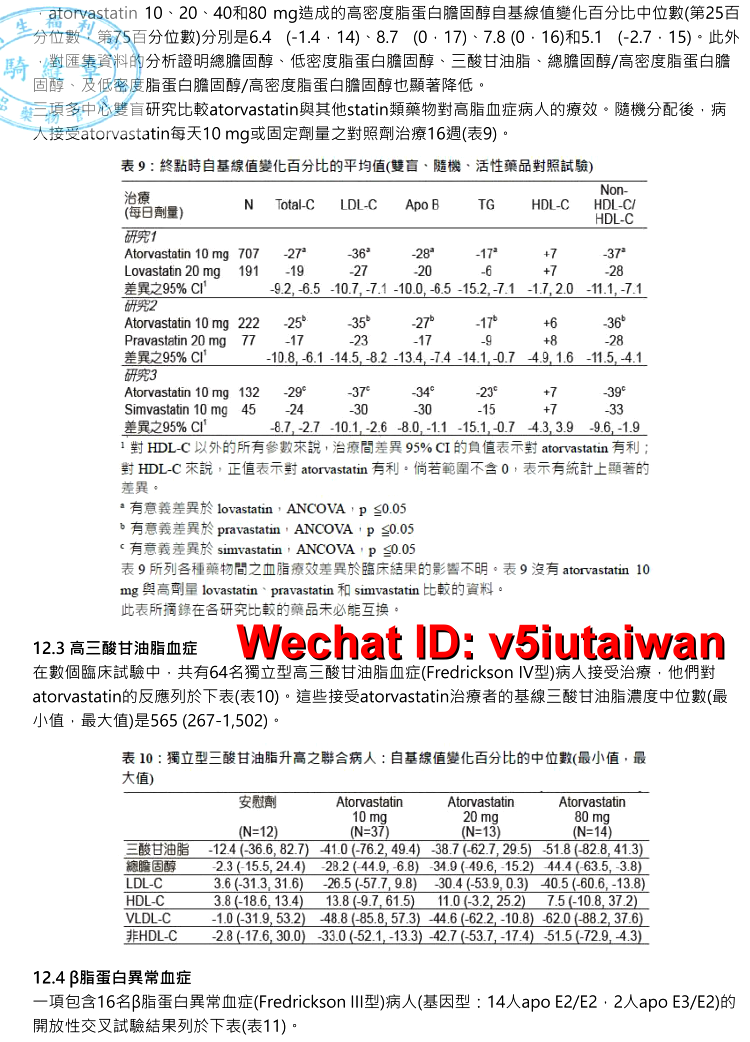 ，atorvastatin 10、20、40和80 mg造成的高密度脂蛋白膽固醇自基線值變化百分比中位數(第25百
分位數，第75百分位數)分別是6.4 (-1.4，14)、8.7 (0，17)、7.8 (0，16)和5.1 (-2.7，15)。此外
，對匯集資料的分析證明總膽固醇、低密度脂蛋白膽固醇、三酸甘油脂、總膽固醇/高密度脂蛋白膽
固醇、及低密度脂蛋白膽固醇/高密度脂蛋白膽固醇也顯著降低。
三項多中心雙盲研究比較atorvastatin與其他statin類藥物對高脂血症病人的療效。隨機分配後，病
人接受atorvastatin每天10 mg或固定劑量之對照劑治療16週(表9)。
騎縫章
表 9：終點時自基線值變化百分比的平均值(雙盲、隨機、活性藥品對照試驗)
治療 (每日劑量) N Total-C LDL-C Apo B TG HDL-C Non-HDL-C/HDL-C
研究1
Atorvastatin 10 mg 707 -27ᵃ -36ᵃ -28ᵃ -17ᵃ +7 -37ᵃ
Lovastatin 20 mg 191 -19 -27 -20 -6 +7 -28
差異之95% CI¹ -9.2, -6.5 -10.7, -7.1 -10.0, -6.5 -15.2, -7.1 -1.7, 2.0 -11.1, -7.1
研究2
Atorvastatin 10 mg 222 -25ᵇ -35ᵇ -27ᵇ -17ᵇ +6 -36ᵇ
Pravastatin 20 mg 77 -17 -23 -17 -9 +8 -28
差異之95% CI¹ -10.8, -6.1 -14.5, -8.2 -13.4, -7.4 -14.1, -0.7 -4.9, 1.6 -11.5, -4.1
研究3
Atorvastatin 10 mg 132 -29ᶜ -37ᶜ -34ᶜ -23ᶜ +7 -39ᶜ
Simvastatin 10 mg 45 -24 -30 -30 -15 +7 -33
差異之95% CI¹ -8.7, -2.7 -10.1, -2.6 -8.0, -1.1 -15.1, -0.7 -4.3, 3.9 -9.6, -1.9
¹ 對 HDL-C 以外的所有參數來說，治療間差異 95% CI 的負值表示對 atorvastatin 有利；
對 HDL-C 來說，正值表示對 atorvastatin 有利。倘若範圍不含 0，表示有統計上顯著的
差異。
ᵃ 有意義差異於 lovastatin，ANCOVA，p ≦0.05
ᵇ 有意義差異於 pravastatin，ANCOVA，p ≦0.05
ᶜ 有意義差異於 simvastatin，ANCOVA，p ≦0.05
表 9 所列各種藥物間之血脂療效差異於臨床結果的影響不明。表 9 沒有 atorvastatin 10
mg 與高劑量 lovastatin、pravastatin 和 simvastatin 比較的資料。
此表所摘錄在各研究比較的藥品未必能互換。
Wechat ID: v5iutaiwan
12.3 高三酸甘油脂血症
在數個臨床試驗中，共有64名獨立型高三酸甘油脂血症(Fredrickson IV型)病人接受治療，他們對
atorvastatin的反應列於下表(表10)。這些接受atorvastatin治療者的基線三酸甘油脂濃度中位數(最
小值，最大值)是565 (267-1,502)。
表 10：獨立型三酸甘油脂升高之聯合病人：自基線值變化百分比的中位數(最小值，最
大值)
安慰劑 Atorvastatin Atorvastatin Atorvastatin
10 mg 20 mg 80 mg
(N=12) (N=37) (N=13) (N=14)
三酸甘油脂 -12.4 (-36.6, 82.7) -41.0 (-76.2, 49.4) -38.7 (-62.7, 29.5) -51.8 (-82.8, 41.3)
總膽固醇 -2.3 (-15.5, 24.4) -28.2 (-44.9, -6.8) -34.9 (-49.6, -15.2) -44.4 (-63.5, -3.8)
LDL-C 3.6 (-31.3, 31.6) -26.5 (-57.7, 9.8) -30.4 (-53.9, 0.3) -40.5 (-60.6, -13.8)
HDL-C 3.8 (-18.6, 13.4) 13.8 (-9.7, 61.5) 11.0 (-3.2, 25.2) 7.5 (-10.8, 37.2)
VLDL-C -1.0 (-31.9, 53.2) -48.8 (-85.8, 57.3) -44.6 (-62.2, -10.8) -62.0 (-88.2, 37.6)
非HDL-C -2.8 (-17.6, 30.0) -33.0 (-52.1, -13.3) -42.7 (-53.7, -17.4) -51.5 (-72.9, -4.3)
12.4 β脂蛋白異常血症
一項包含16名β脂蛋白異常血症(Fredrickson III型)病人(基因型：14人apo E2/E2，2人apo E3/E2)的
開放性交叉試驗結果列於下表(表11)。